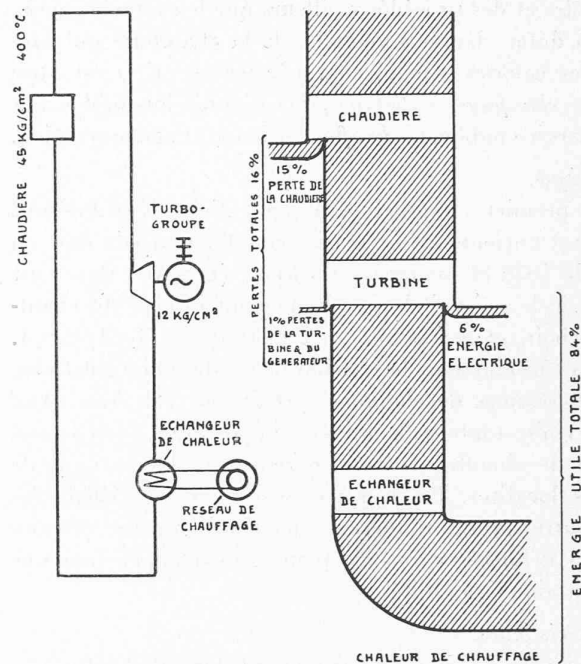 CHAUDIERE 45 KG/CM² 400°C
TURBO-
GROUPE
12 KG/CM²
ECHANGEUR
DE CHALEUR
RESEAU DE
CHAUFFAGE
CHAUDIERE
15%
PERTE DE
LA CHAUDIERE
PERTES TOTALES 16%
TURBINE
1% PERTES
DE LA TUR-
BINE & DU
GENERATEUR
6%
ENERGIE
ELECTRIQUE
ECHANGEUR
DE CHALEUR
ENERGIE UTILE TOTALE 84%
CHALEUR DE CHAUFFAGE